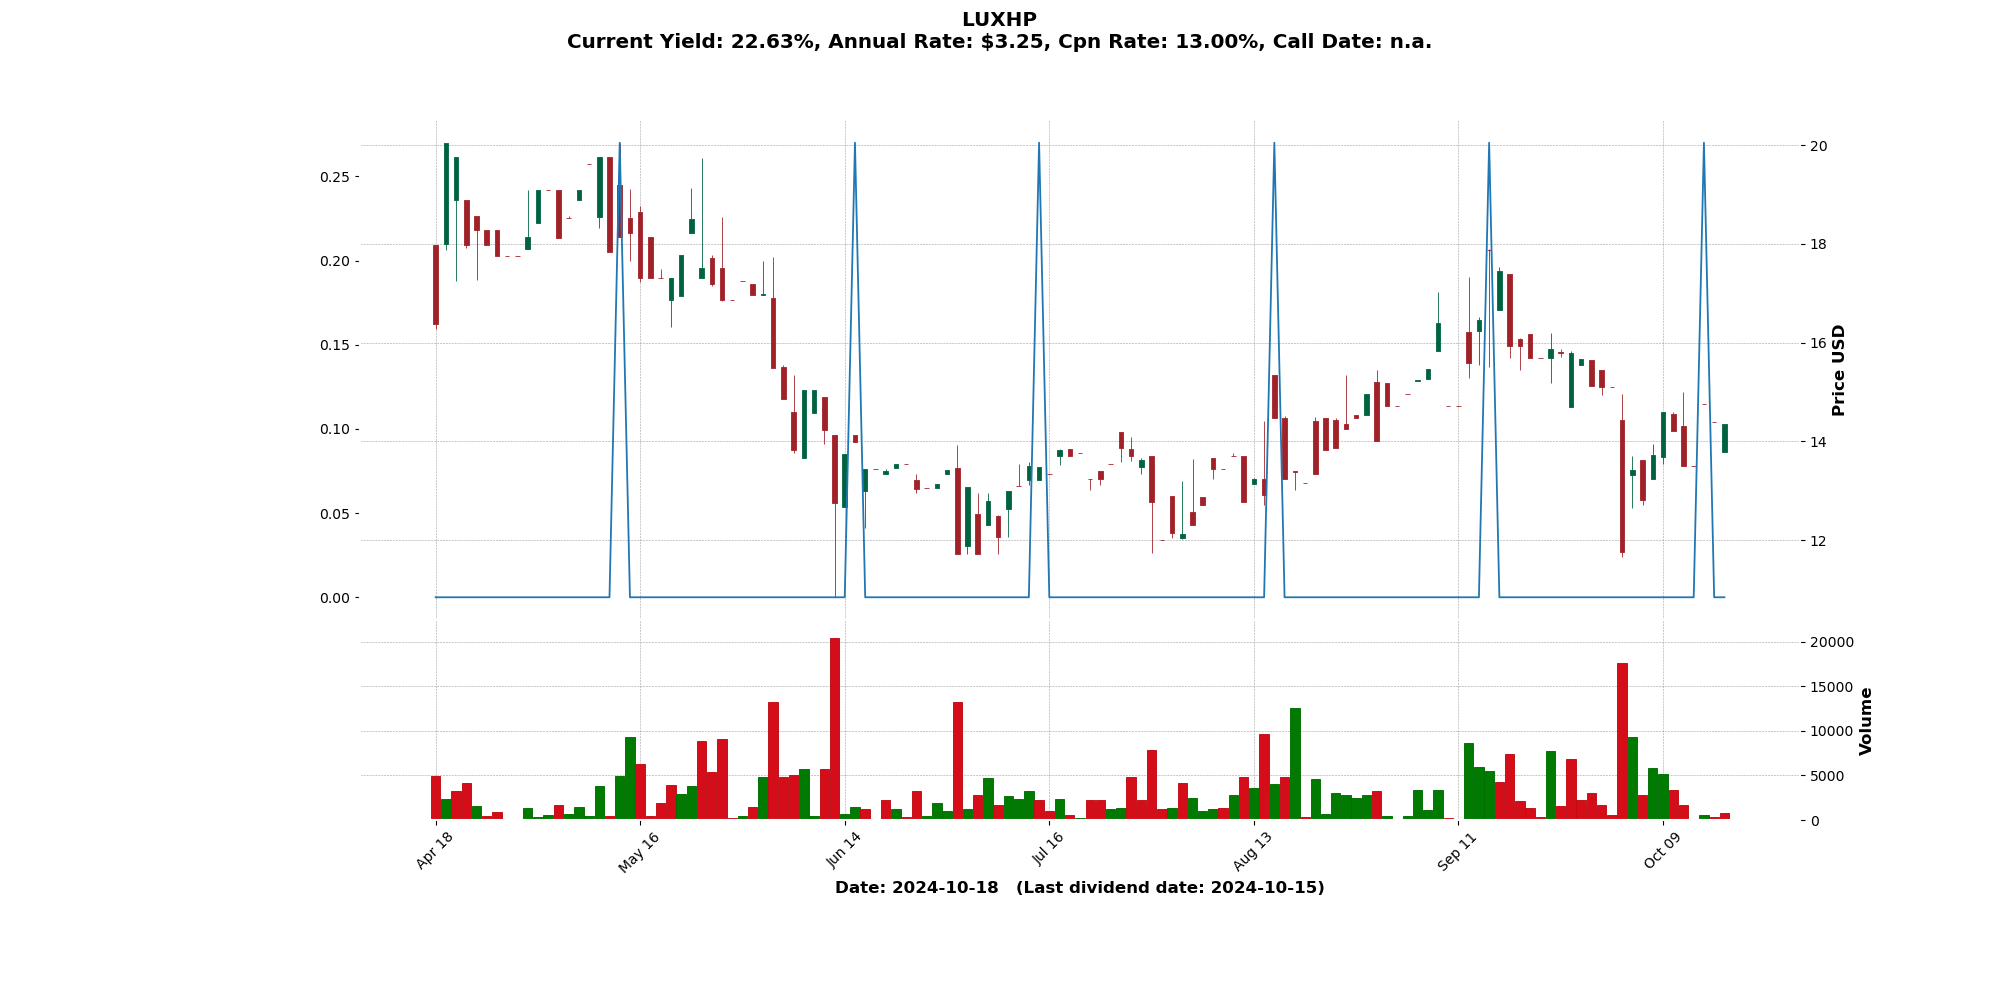 LUXHP
Current Yield: 22.63%, Annual Rate: $3.25, Cpn Rate: 13.00%, Call Date: n.a.
0.25
0.20
0.15
0.10
0.05
0.00
20
18
16
14
12
Price USD
20000
15000
10000
5000
0
Volume
Apr 18
May 16
Jun 14
Jul 16
Aug 13
Sep 11
Oct 09
Date: 2024-10-18 (Last dividend date: 2024-10-15)